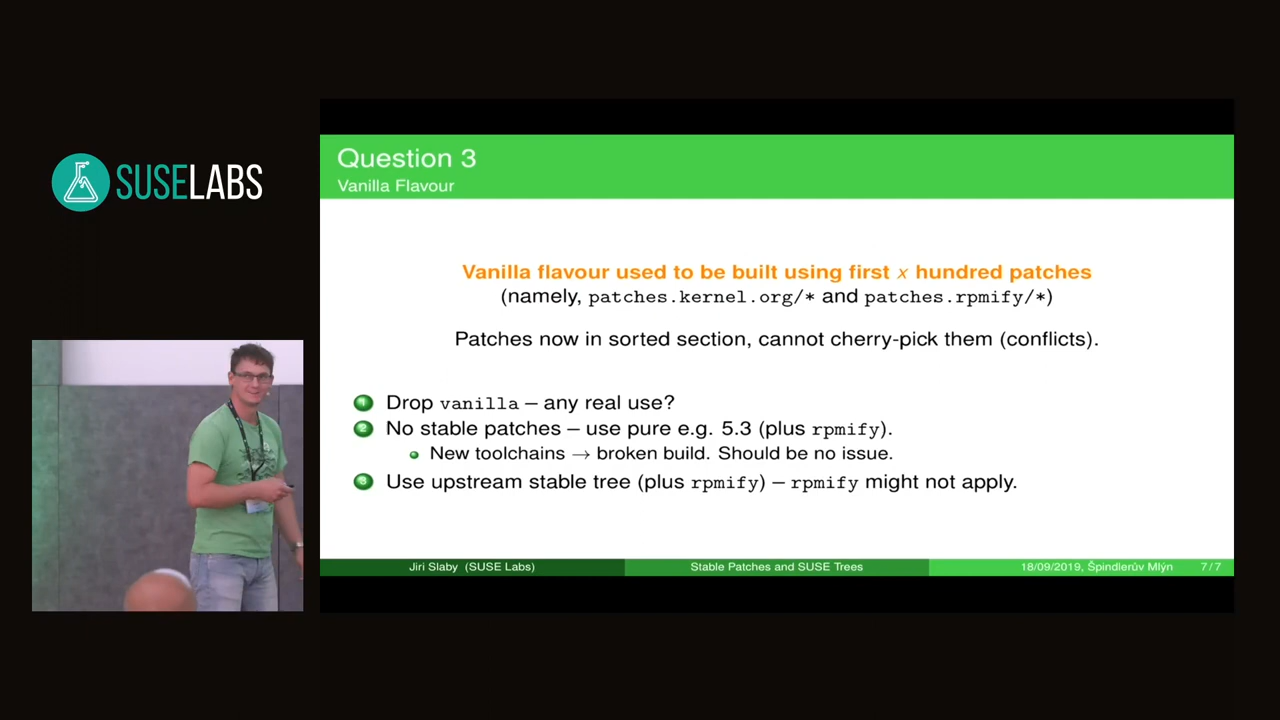 SUSELABS
Question 3
Vanilla Flavour
Vanilla flavour used to be built using first x hundred patches
(namely, patches.kernel.org/* and patches.rpmify/*)
Patches now in sorted section, cannot cherry-pick them (conflicts).
1 Drop vanilla – any real use?
2 No stable patches – use pure e.g. 5.3 (plus rpmify).
New toolchains → broken build. Should be no issue.
3 Use upstream stable tree (plus rpmify) – rpmify might not apply.
Jiri Slaby (SUSE Labs) Stable Patches and SUSE Trees 18/09/2019, Špindlerův Mlýn 7/7